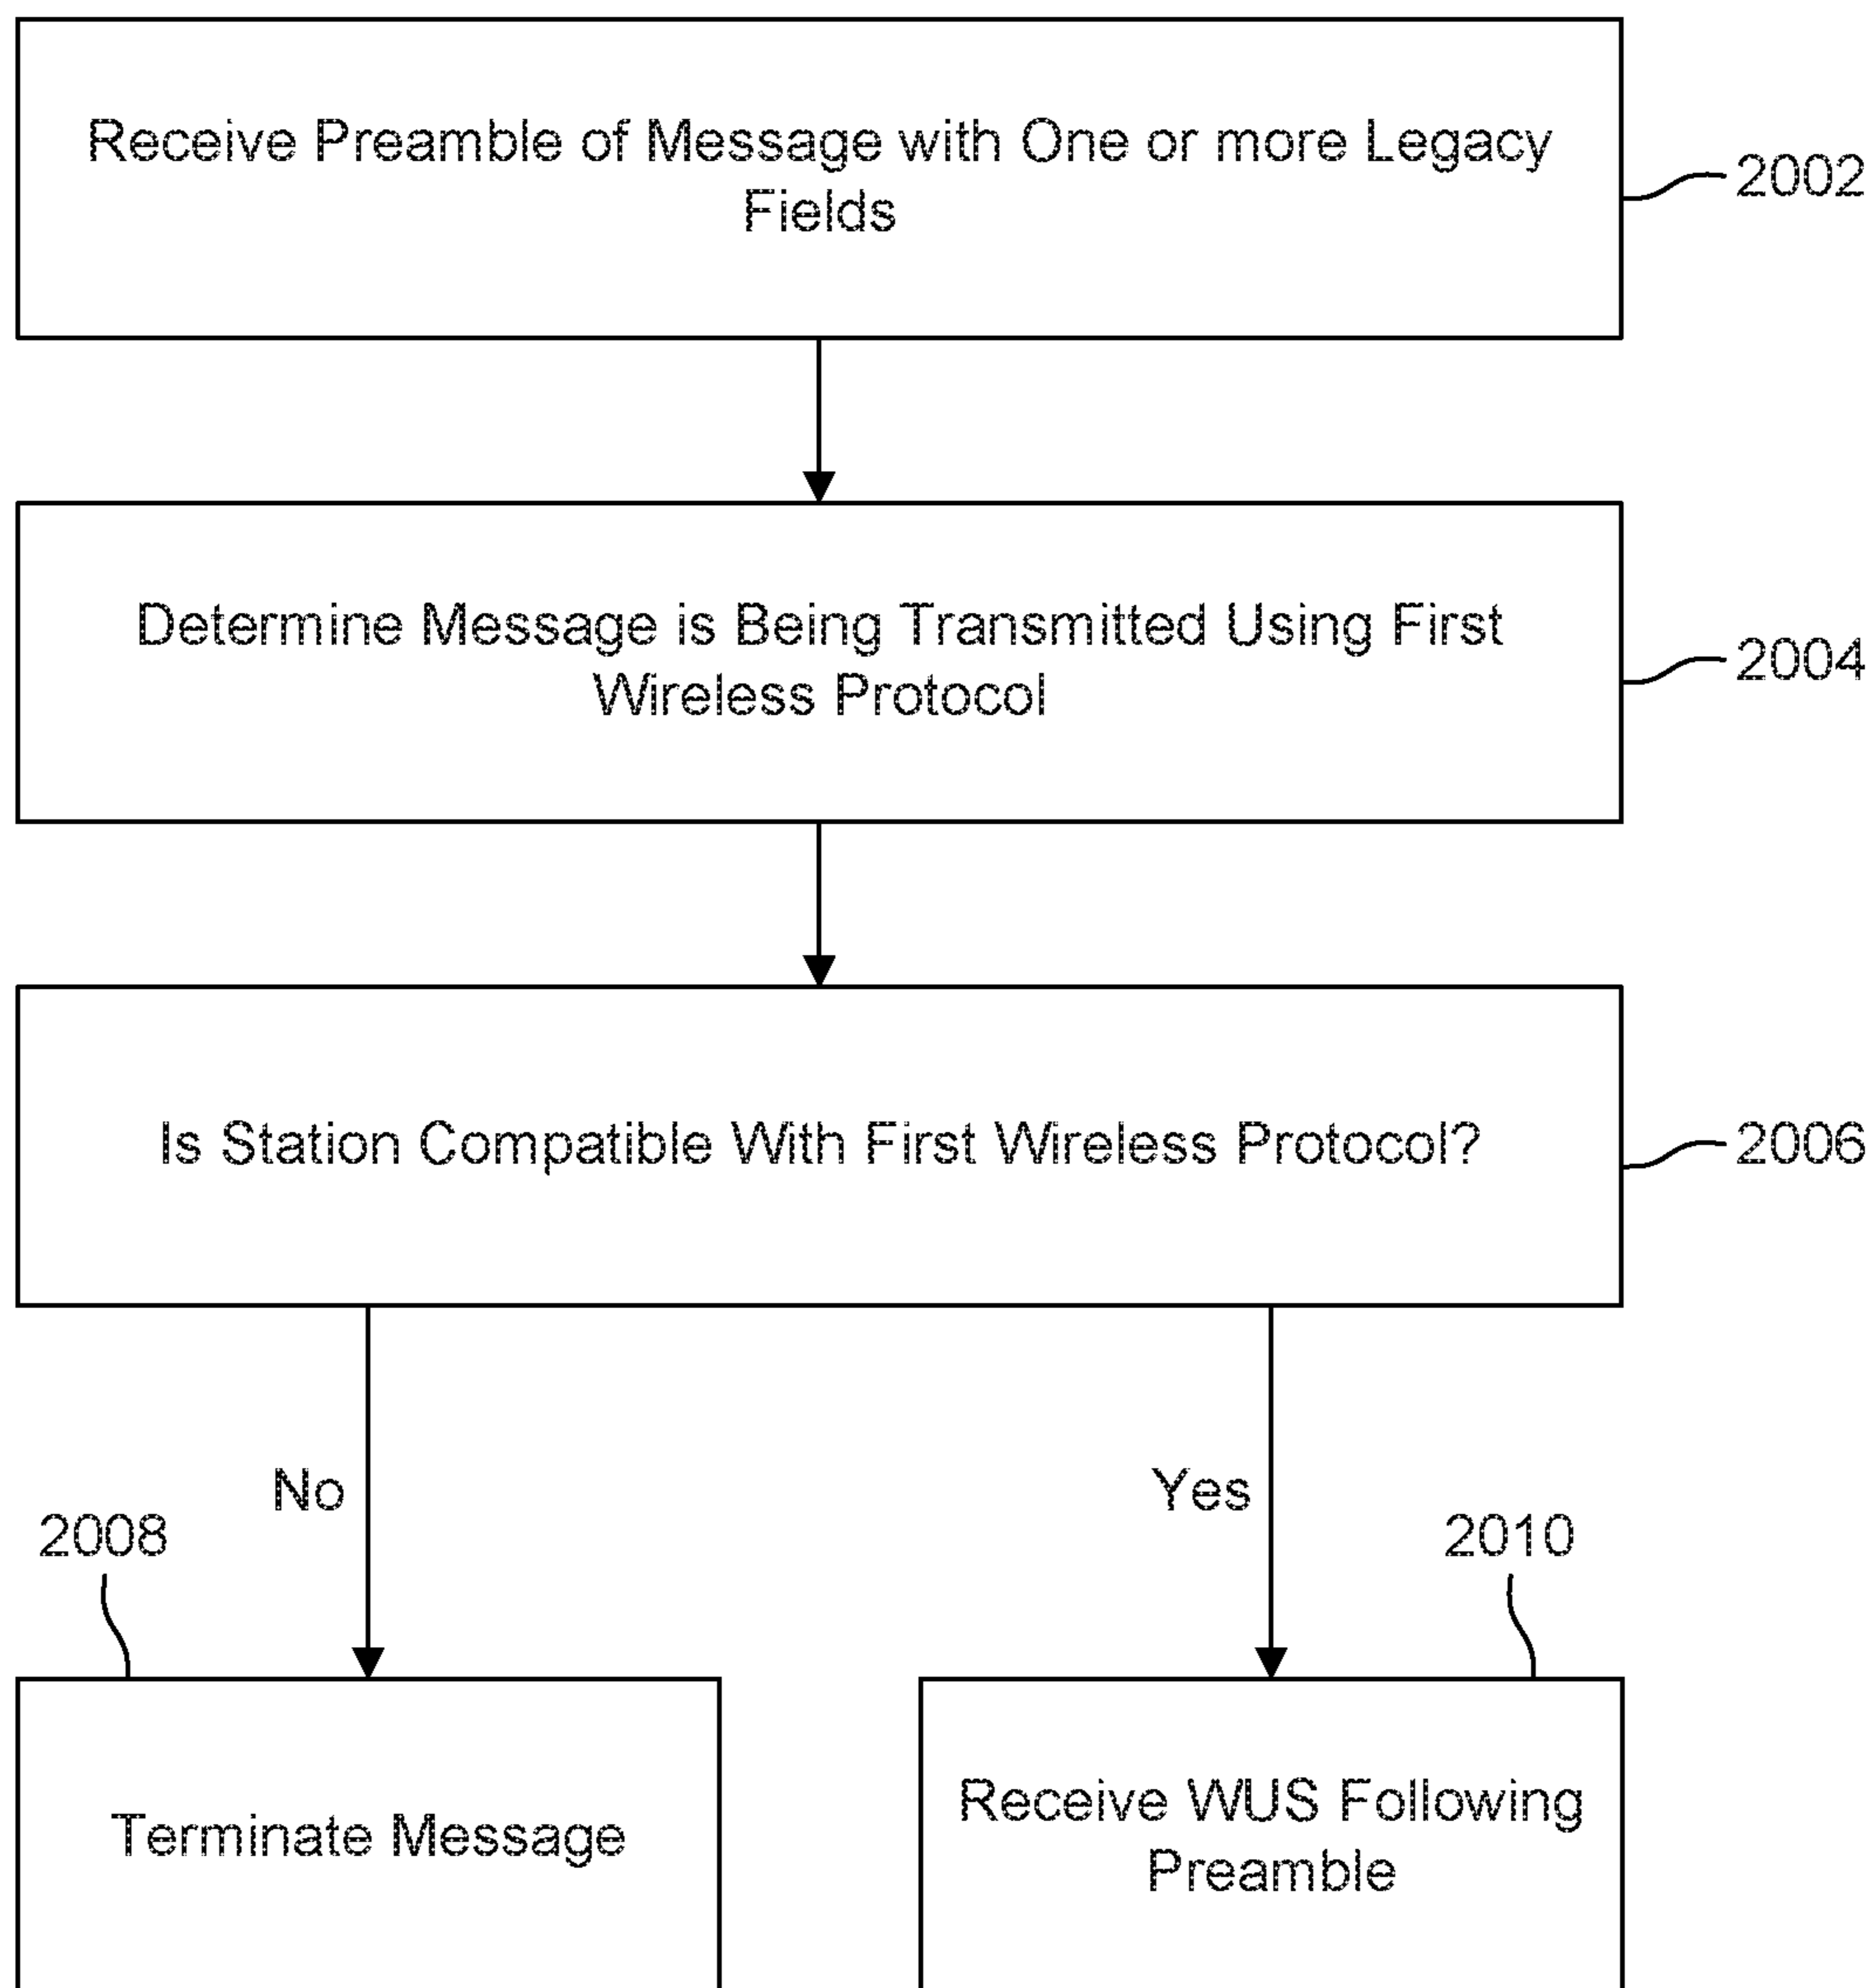 Receive Preamble of Message with One or more Legacy
Fields
2002
Determine Message is Being Transmitted Using First
Wireless Protocol
2004
Is Station Compatible With First Wireless Protocol?
2006
No
Yes
2008
2010
Terminate Message
Receive WUS Following
Preamble